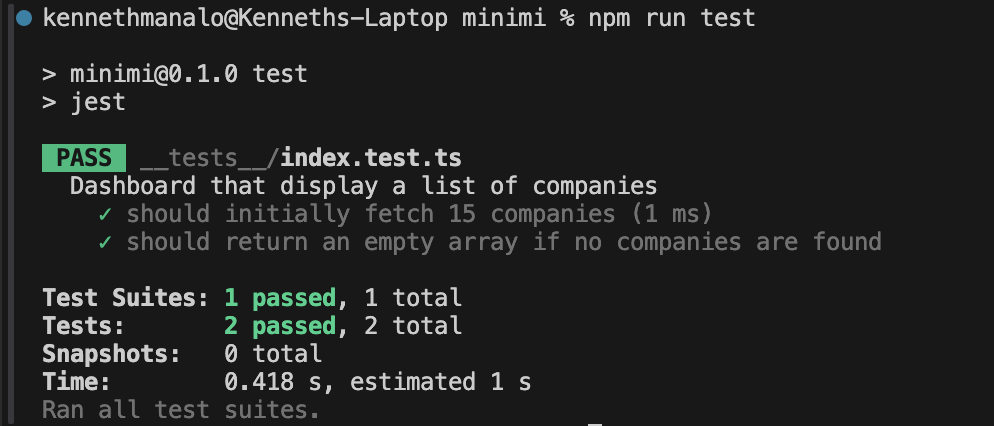 kennethmanalo@Kenneths-Laptop minimi % npm run test
> minimi@0.1.0 test
> jest
PASS __tests__/index.test.ts
Dashboard that display a list of companies
✓ should initially fetch 15 companies (1 ms)
✓ should return an empty array if no companies are found
Test Suites: 1 passed, 1 total
Tests: 2 passed, 2 total
Snapshots: 0 total
Time: 0.418 s, estimated 1 s
Ran all test suites.